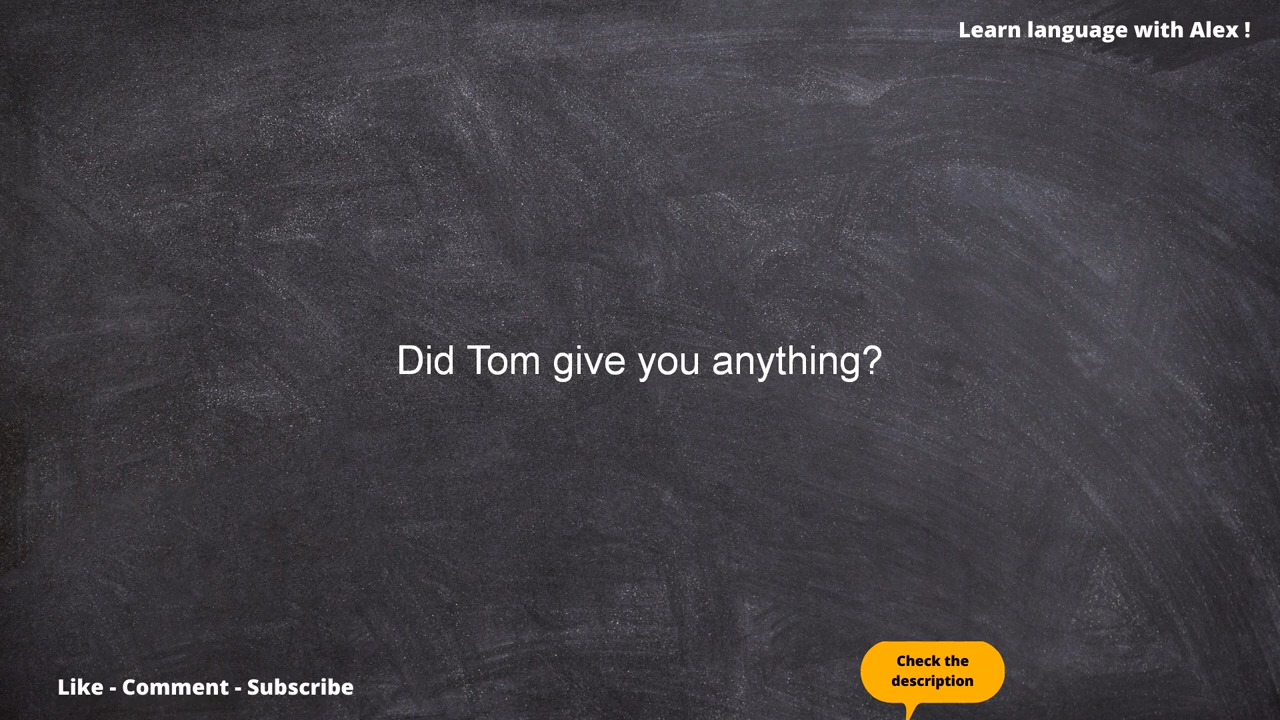 Learn language with Alex !
Did Tom give you anything?
Check the
description
Like - Comment - Subscribe